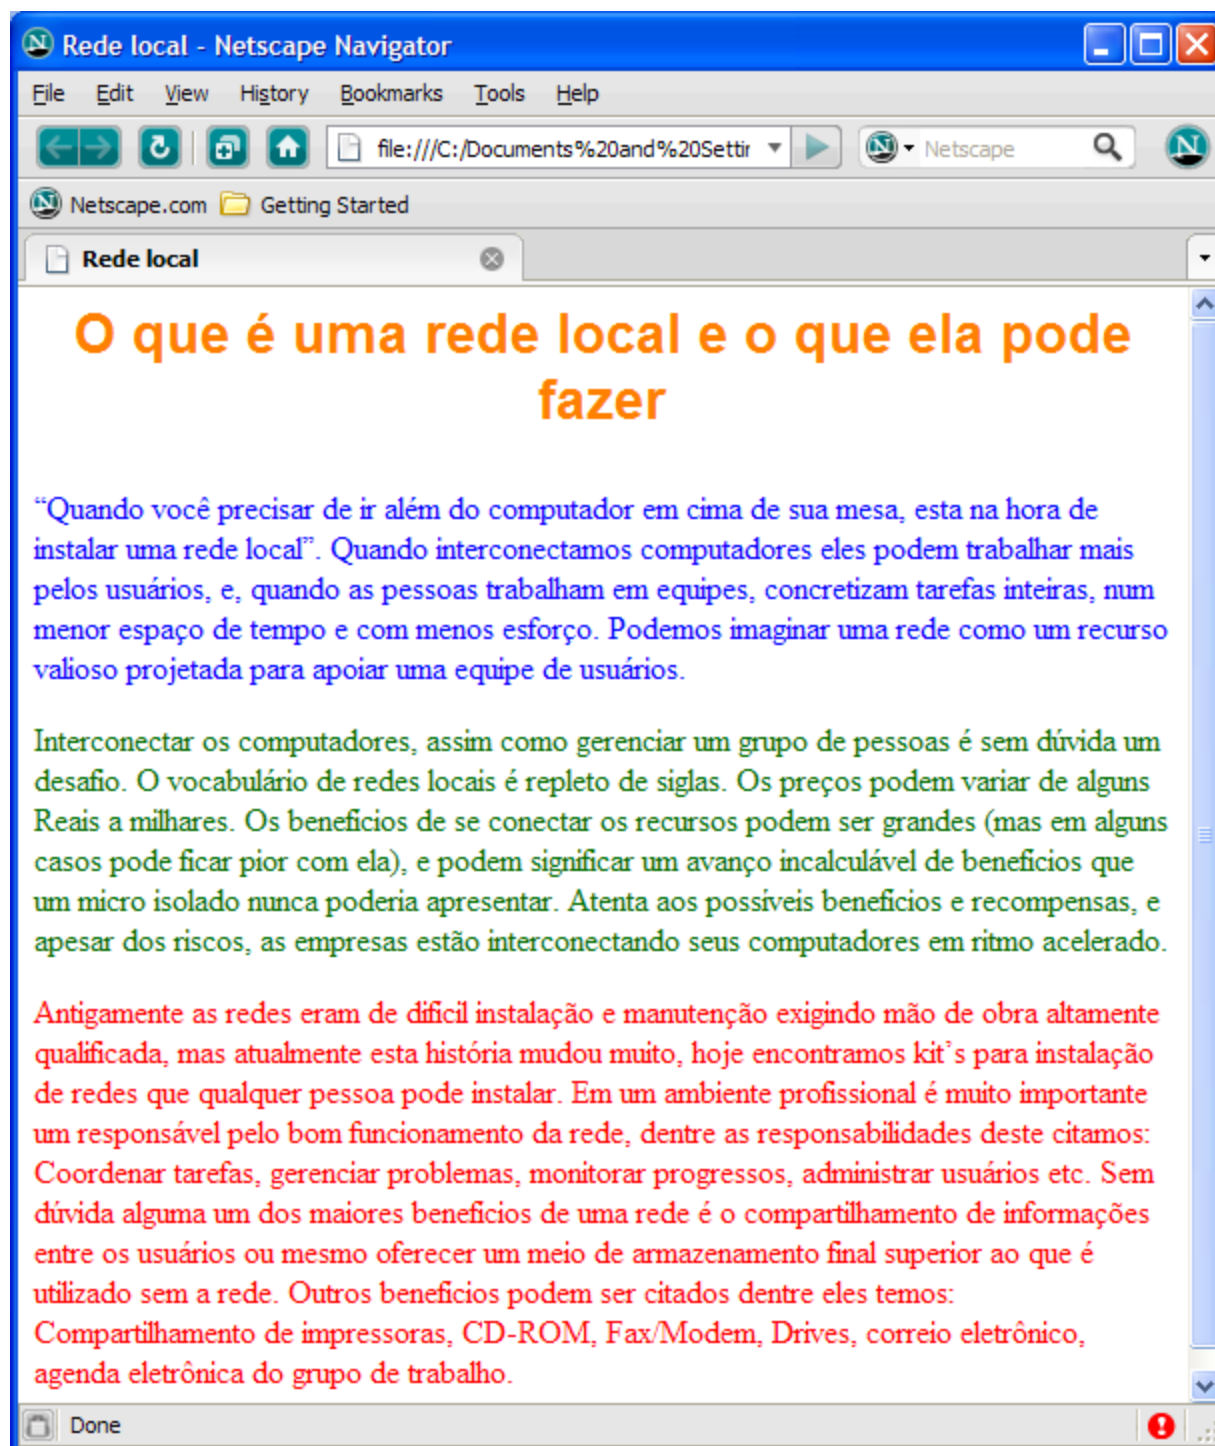 Rede local - Netscape Navigator
File Edit View History Bookmarks Tools Help
file:///C:/Documents%20and%20Settir Netscape
Netscape.com Getting Started
Rede local
O que é uma rede local e o que ela pode
fazer
“Quando você precisar de ir além do computador em cima de sua mesa, esta na hora de
instalar uma rede local”. Quando interconectamos computadores eles podem trabalhar mais
pelos usuários, e, quando as pessoas trabalham em equipes, concretizam tarefas inteiras, num
menor espaço de tempo e com menos esforço. Podemos imaginar uma rede como um recurso
valioso projetada para apoiar uma equipe de usuários.
Interconectar os computadores, assim como gerenciar um grupo de pessoas é sem dúvida um
desafio. O vocabulário de redes locais é repleto de siglas. Os preços podem variar de alguns
Reais a milhares. Os benefícios de se conectar os recursos podem ser grandes (mas em alguns
casos pode ficar pior com ela), e podem significar um avanço incalculável de benefícios que
um micro isolado nunca poderia apresentar. Atenta aos possíveis benefícios e recompensas, e
apesar dos riscos, as empresas estão interconectando seus computadores em ritmo acelerado.
Antigamente as redes eram de difícil instalação e manutenção exigindo mão de obra altamente
qualificada, mas atualmente esta história mudou muito, hoje encontramos kit’s para instalação
de redes que qualquer pessoa pode instalar. Em um ambiente profissional é muito importante
um responsável pelo bom funcionamento da rede, dentre as responsabilidades deste citamos:
Coordenar tarefas, gerenciar problemas, monitorar progressos, administrar usuários etc. Sem
dúvida alguma um dos maiores benefícios de uma rede é o compartilhamento de informações
entre os usuários ou mesmo oferecer um meio de armazenamento final superior ao que é
utilizado sem a rede. Outros benefícios podem ser citados dentre eles temos:
Compartilhamento de impressoras, CD-ROM, Fax/Modem, Drives, correio eletrônico,
agenda eletrônica do grupo de trabalho.
Done